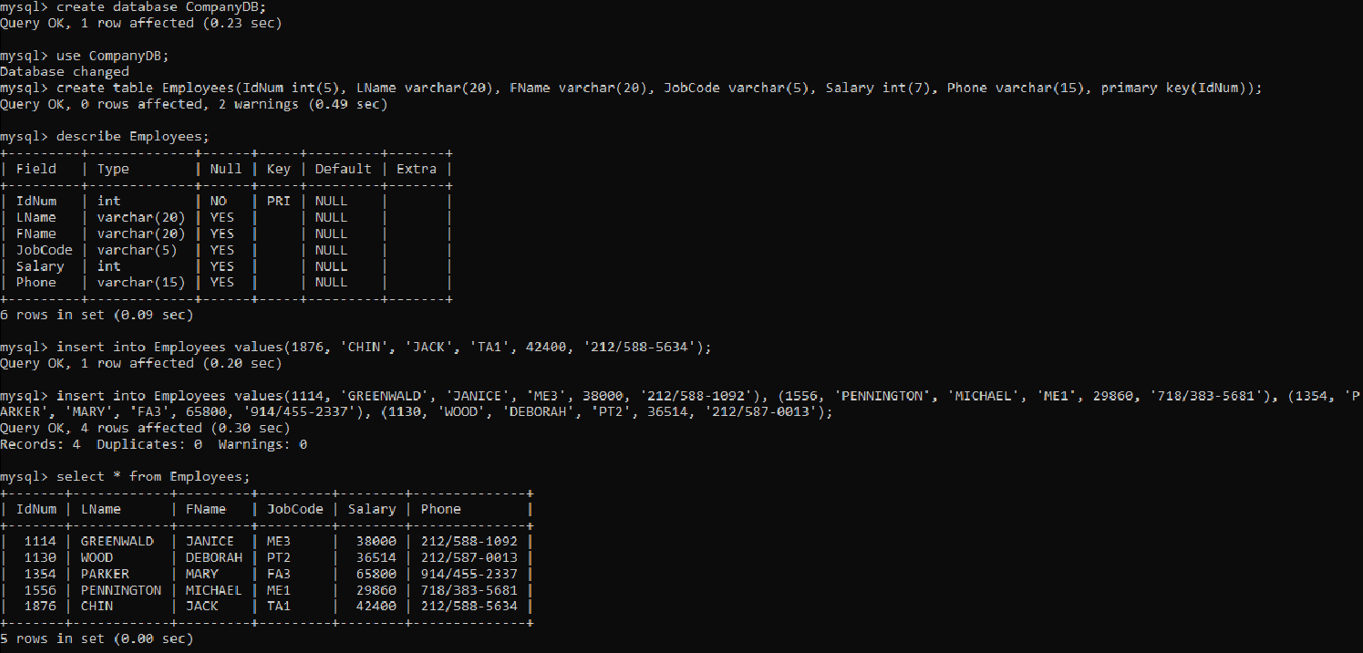 mysql> create database CompanyDB;
Query OK, 1 row affected (0.23 sec)
mysql> use CompanyDB;
Database changed
mysql> create table Employees(IdNum int(5), LName varchar(20), FName varchar(20), JobCode varchar(5), Salary int(7), Phone varchar(15), primary key(IdNum));
Query OK, 0 rows affected, 2 warnings (0.49 sec)
mysql> describe Employees;
+---------+-------------+------+-----+---------+-------+
| Field   | Type        | Null | Key | Default | Extra |
+---------+-------------+------+-----+---------+-------+
| IdNum   | int         | NO   | PRI | NULL    |       |
| LName   | varchar(20) | YES  |     | NULL    |       |
| FName   | varchar(20) | YES  |     | NULL    |       |
| JobCode | varchar(5)  | YES  |     | NULL    |       |
| Salary  | int         | YES  |     | NULL    |       |
| Phone   | varchar(15) | YES  |     | NULL    |       |
+---------+-------------+------+-----+---------+-------+
6 rows in set (0.09 sec)
mysql> insert into Employees values(1876, 'CHIN', 'JACK', 'TA1', 42400, '212/588-5634');
Query OK, 1 row affected (0.20 sec)
mysql> insert into Employees values(1114, 'GREENWALD', 'JANICE', 'ME3', 38000, '212/588-1092'), (1556, 'PENNINGTON', 'MICHAEL', 'ME1', 29860, '718/383-5681'), (1354, 'P
ARKER', 'MARY', 'FA3', 65800, '914/455-2337'), (1130, 'WOOD', 'DEBORAH', 'PT2', 36514, '212/587-0013');
Query OK, 4 rows affected (0.30 sec)
Records: 4  Duplicates: 0  Warnings: 0
mysql> select * from Employees;
+-------+------------+---------+---------+--------+--------------+
| IdNum | LName      | FName   | JobCode | Salary | Phone        |
+-------+------------+---------+---------+--------+--------------+
|  1114 | GREENWALD  | JANICE  | ME3     |  38000 | 212/588-1092 |
|  1130 | WOOD       | DEBORAH | PT2     |  36514 | 212/587-0013 |
|  1354 | PARKER     | MARY    | FA3     |  65800 | 914/455-2337 |
|  1556 | PENNINGTON | MICHAEL | ME1     |  29860 | 718/383-5681 |
|  1876 | CHIN       | JACK    | TA1     |  42400 | 212/588-5634 |
+-------+------------+---------+---------+--------+--------------+
5 rows in set (0.00 sec)